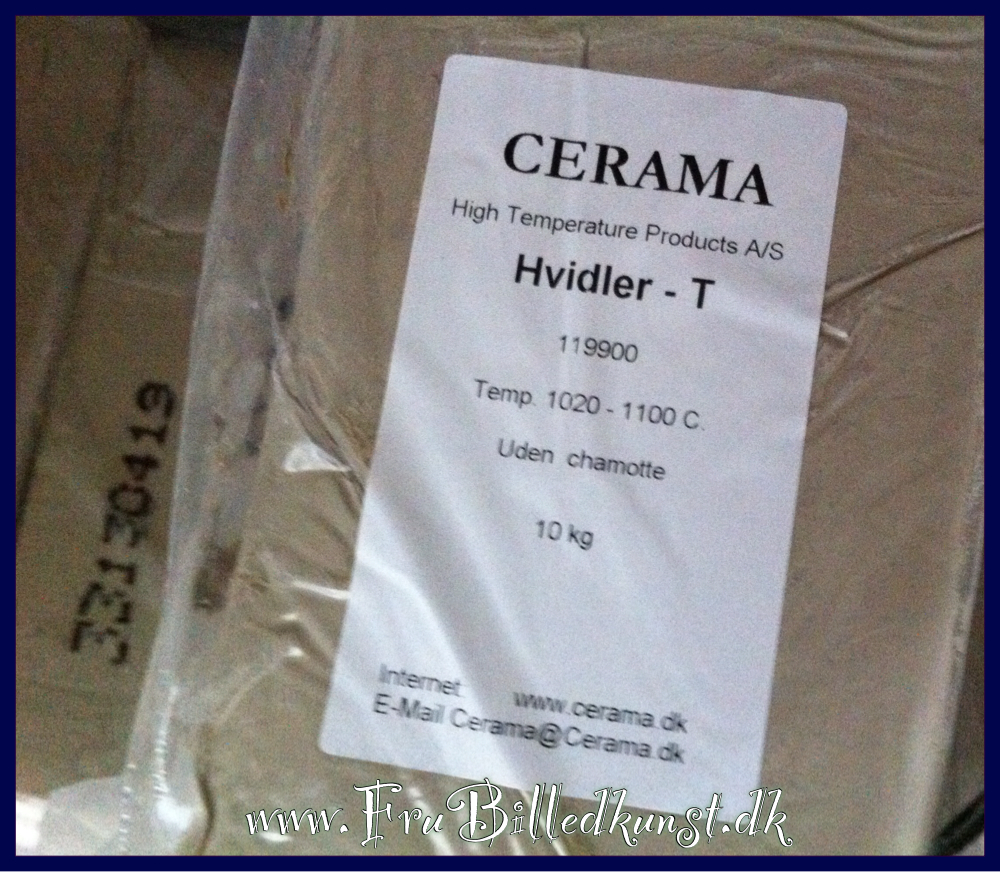 CERAMA
High Temperature Products A/S
Hvidler - T
119900
Temp. 1020 - 1100 C.
Uden chamotte
10 kg
Internet: www.cerama.dk
E-Mail Cerama@Cerama.dk
33130419
www.FruBilledkunst.dk